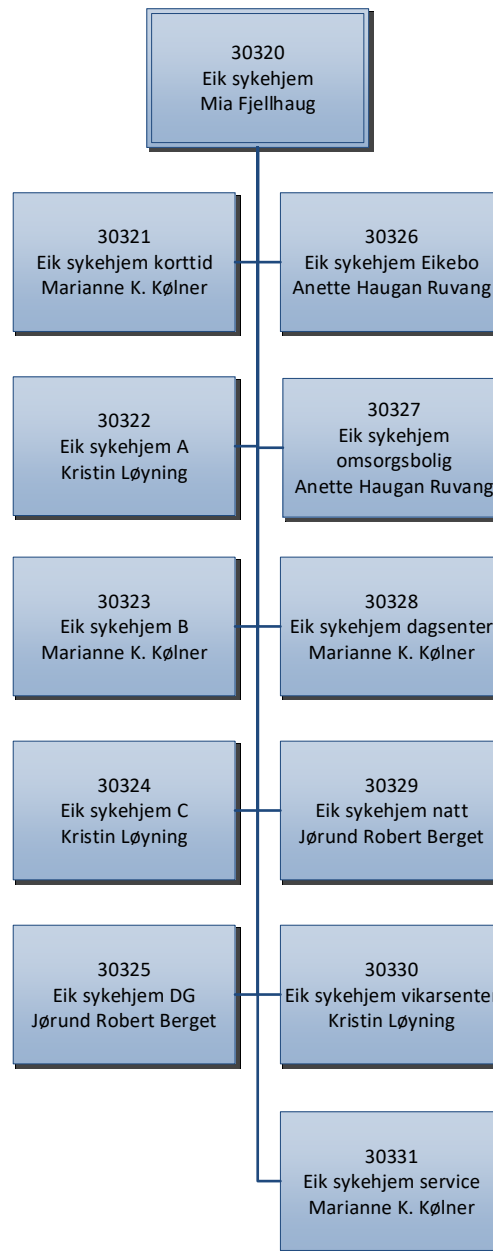 30320
Eik sykehjem
Mia Fjellhaug
30321
Eik sykehjem korttid
Marianne K. Kølner
30326
Eik sykehjem Eikebo
Anette Haugan Ruvang
30322
Eik sykehjem A
Kristin Løyning
30327
Eik sykehjem
omsorgsbolig
Anette Haugan Ruvang
30323
Eik sykehjem B
Marianne K. Kølner
30328
Eik sykehjem dagsenter
Marianne K. Kølner
30324
Eik sykehjem C
Kristin Løyning
30329
Eik sykehjem natt
Jørund Robert Berget
30325
Eik sykehjem DG
Jørund Robert Berget
30330
Eik sykehjem vikarsenter
Kristin Løyning
30331
Eik sykehjem service
Marianne K. Kølner